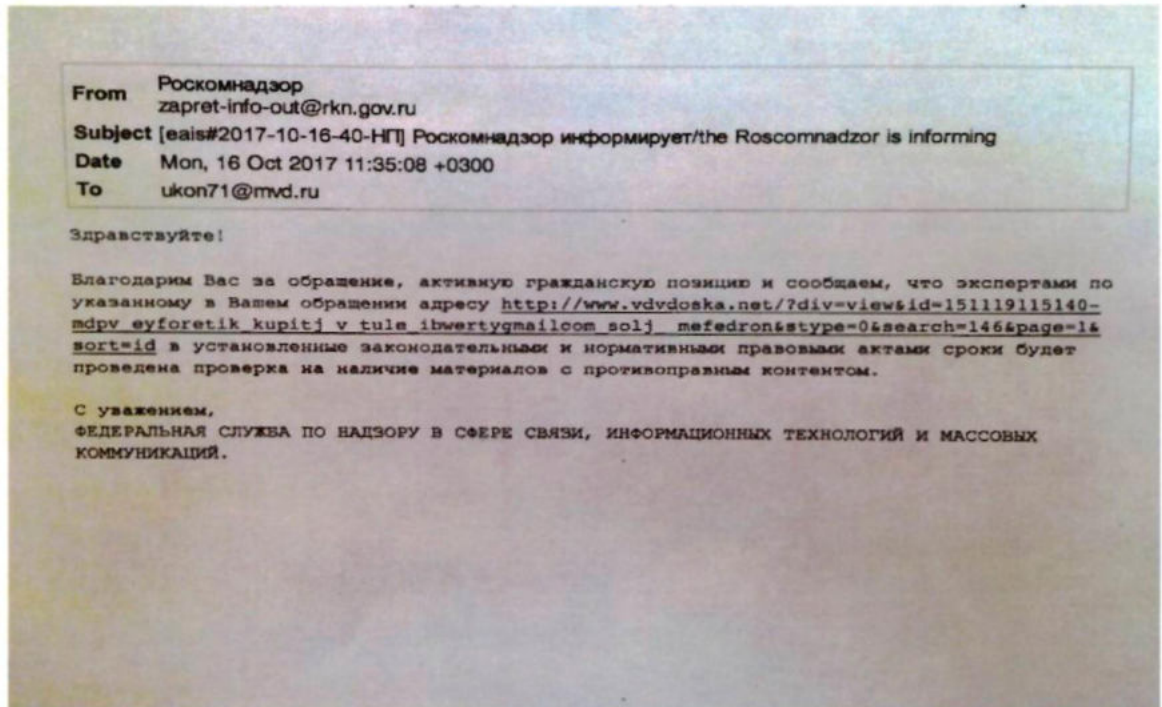 From Роскомнадзор
zapret-info-out@rkn.gov.ru
Subject [eais#2017-10-16-40-НП] Роскомнадзор информирует/the Roscomnadzor is informing
Date Mon, 16 Oct 2017 11:35:08 +0300
To ukon71@mvd.ru
Здравствуйте!
Благодарим Вас за обращение, активную гражданскую позицию и сообщаем, что экспертами по
указанному в Вашем обращении адресу http://www.vdvdoska.net/?div=view&id=151119115140-
mdpv_eyforetik_kupitj_v_tule_ibwertygmailcom_solj__mefedron&stype=0&search=146&page=1&
sort=id в установленные законодательными и нормативными правовыми актами сроки будет
проведена проверка на наличие материалов с противоправным контентом.
С уважением,
ФЕДЕРАЛЬНАЯ СЛУЖБА ПО НАДЗОРУ В СФЕРЕ СВЯЗИ, ИНФОРМАЦИОННЫХ ТЕХНОЛОГИЙ И МАССОВЫХ
КОММУНИКАЦИЙ.